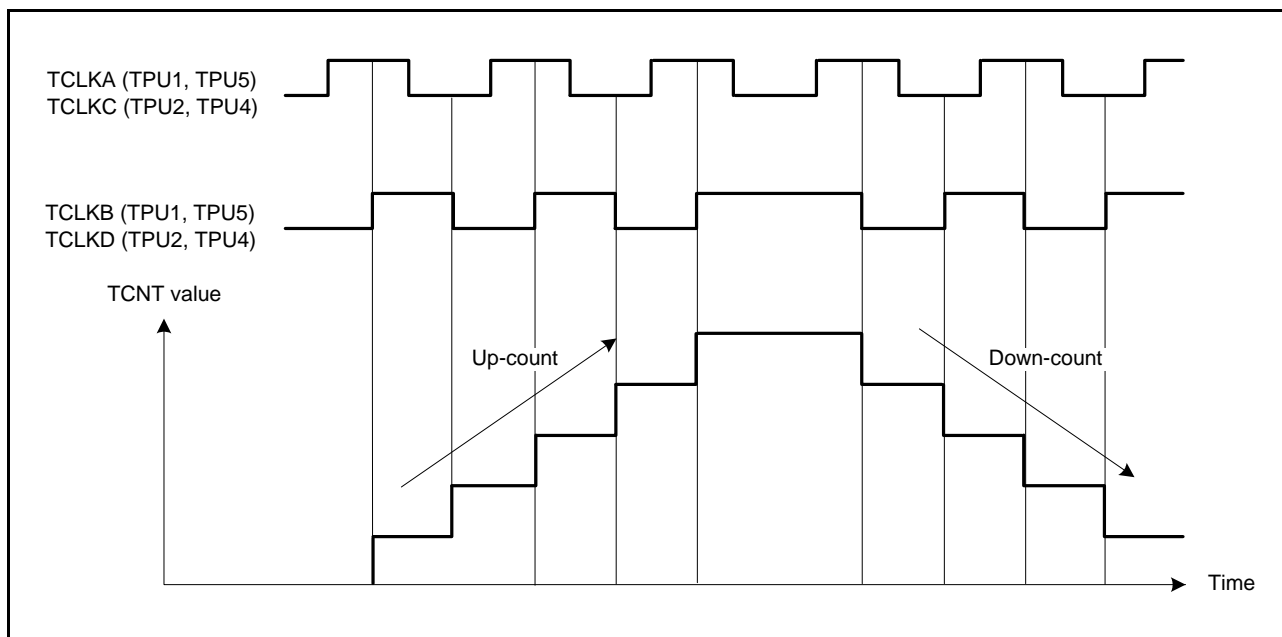 TCLKA (TPU1, TPU5)
TCLKC (TPU2, TPU4)
TCLKB (TPU1, TPU5)
TCLKD (TPU2, TPU4)
TCNT value
Up-count
Down-count
Time